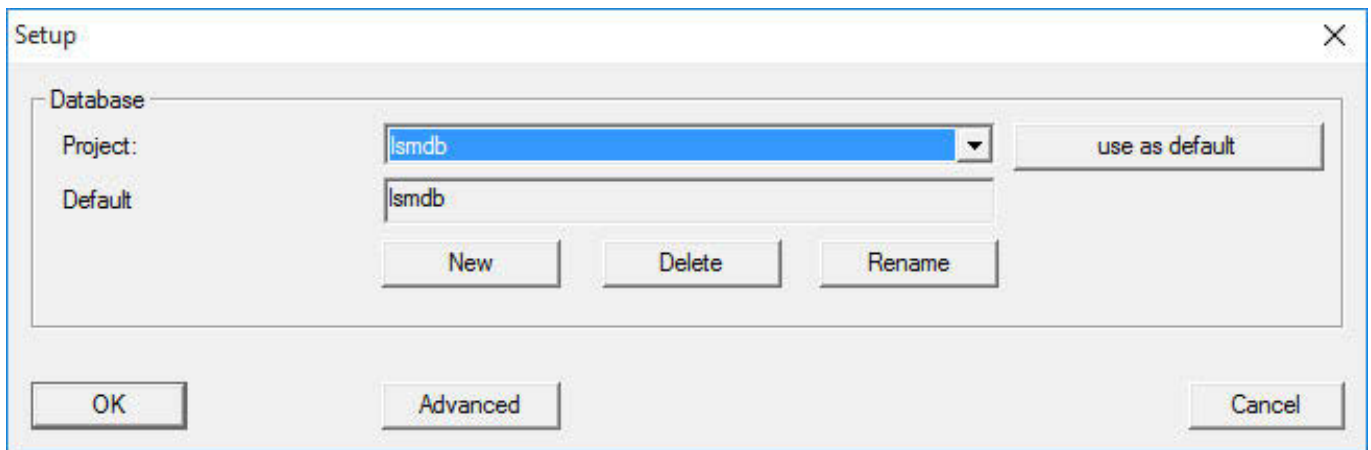 Setup
Database
Project: lsmdb use as default
Default lsmdb
New Delete Rename
OK Advanced Cancel